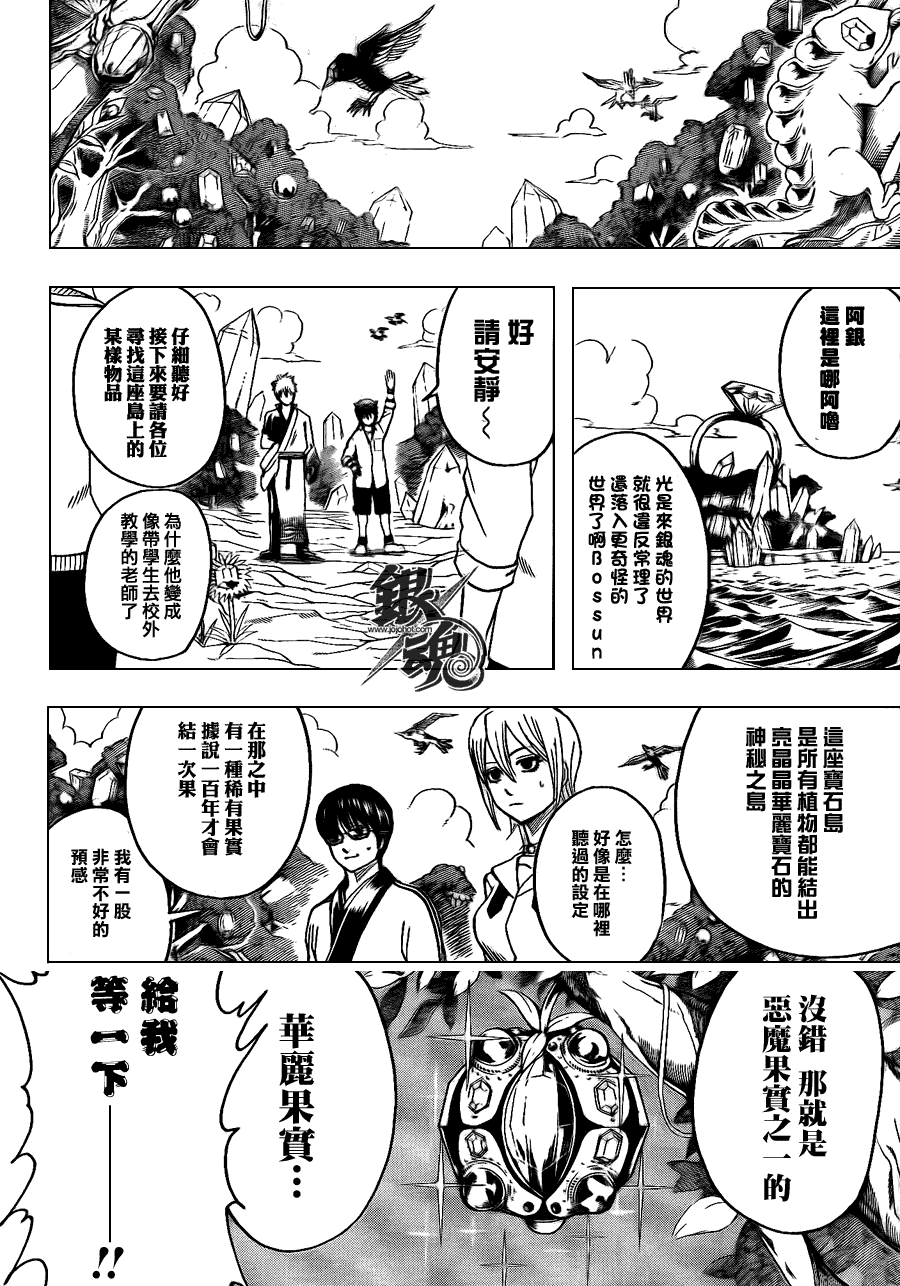 阿銀
這裡是哪阿嚕
光是來銀魂的世界
就很違反常理了
還落入更奇怪的
世界了啊Bossun
好
請安靜～
仔細聽好
接下來要請各位
尋找這座島上的
某樣物品
為什麼他變成
像帶學生去校外
教學的老師了
銀魂
www.jojohot.com
這座寶石島
是所有植物都能結出
亮晶晶華麗寶石的
神秘之島
怎麼…
好像是在哪裡
聽過的設定
在那之中
有一種稀有果實
據說一百年才會
結一次果
我有一股
非常不好的
預感
沒錯 那就是
惡魔果實之一的
華麗果實…
給我
等一下——!!